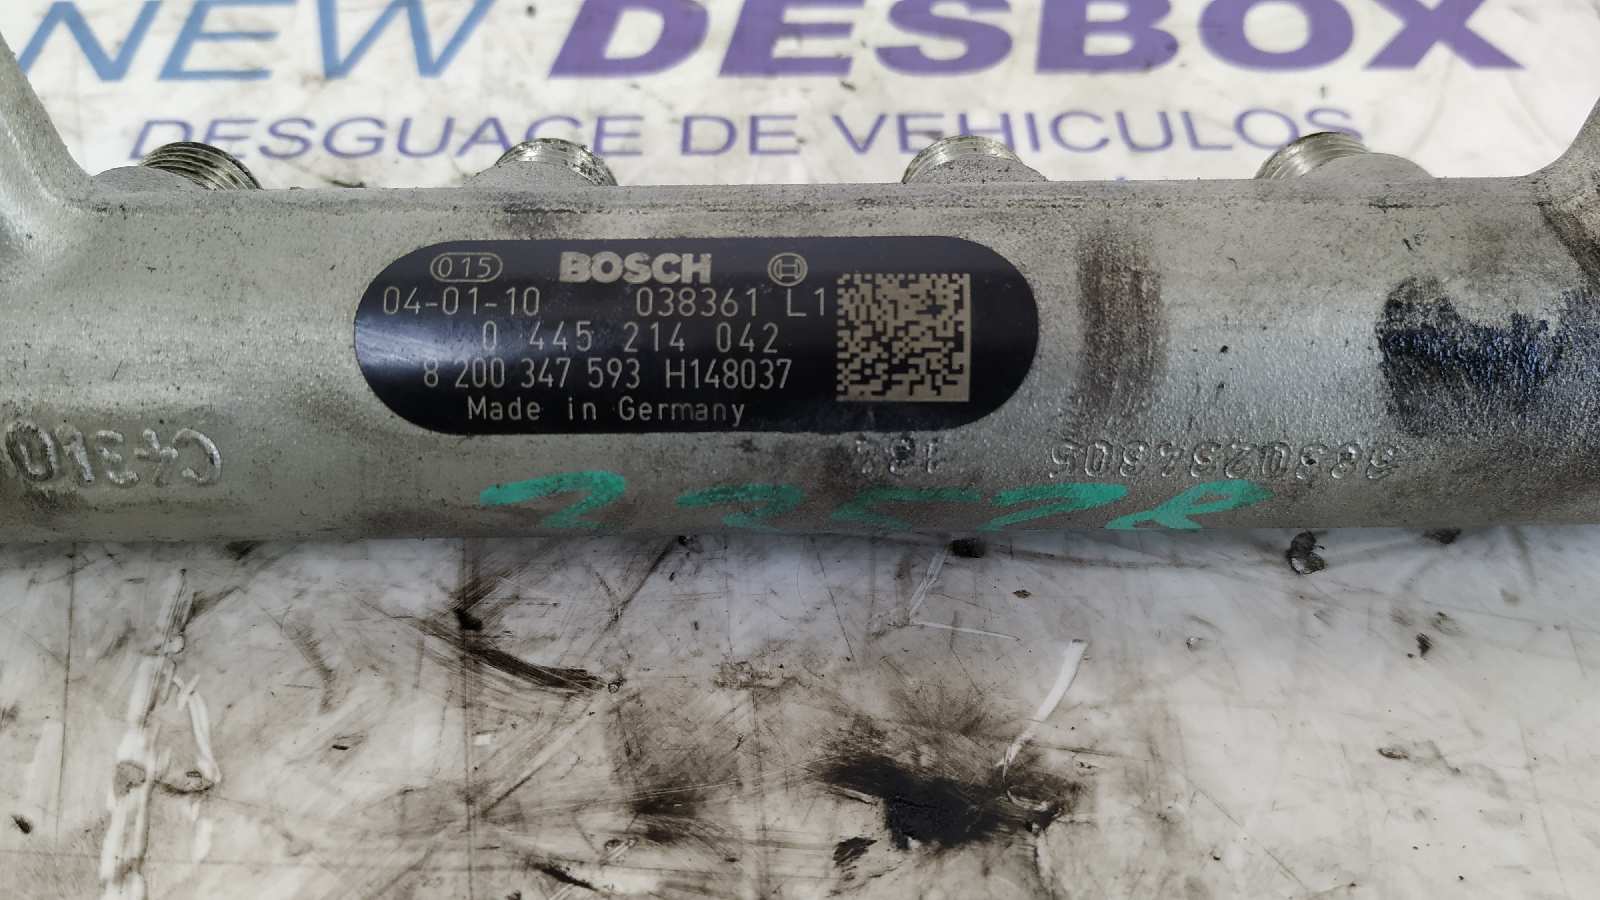 NEW DESBOX
DESGUACE DE VEHICULOS
015 BOSCH
04-01-10 038361 L1
0 445 214 042
8 200 347 593 H148037
Made in Germany